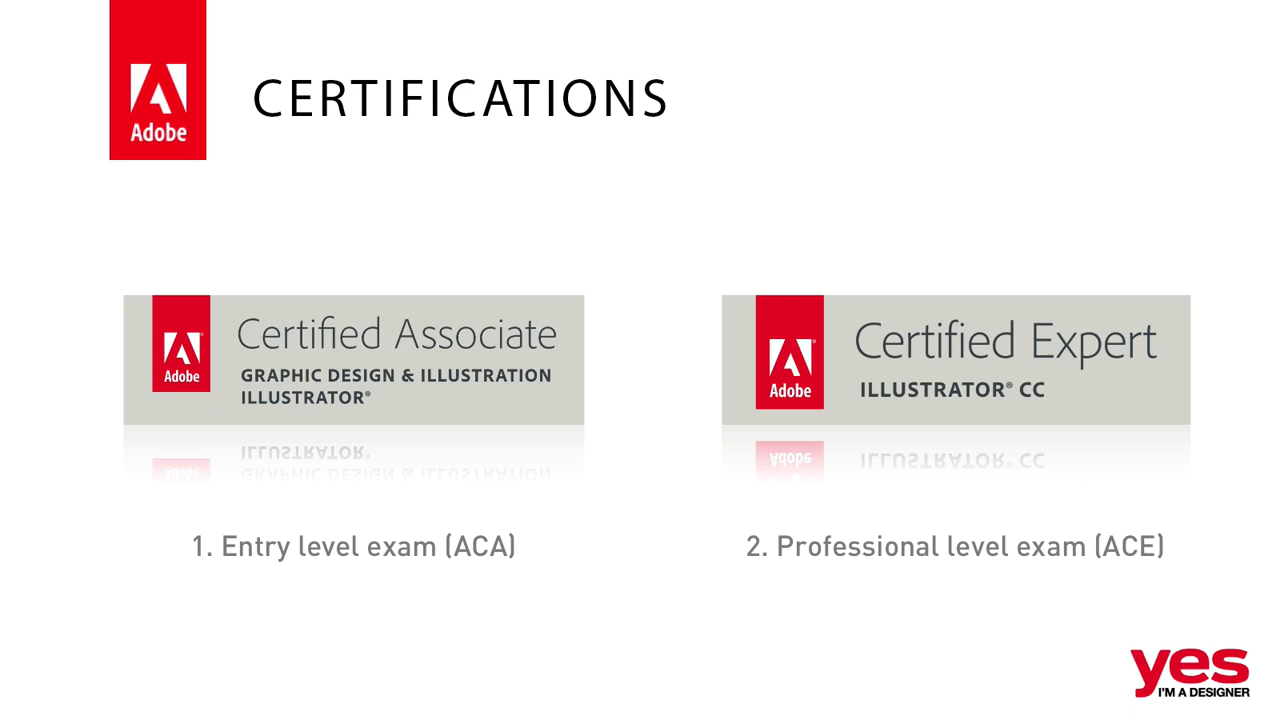 Adobe
CERTIFICATIONS
Adobe
Certified Associate
GRAPHIC DESIGN & ILLUSTRATION
ILLUSTRATOR®
Adobe
Certified Expert
ILLUSTRATOR® CC
1. Entry level exam (ACA)
2. Professional level exam (ACE)
yes
I'M A DESIGNER